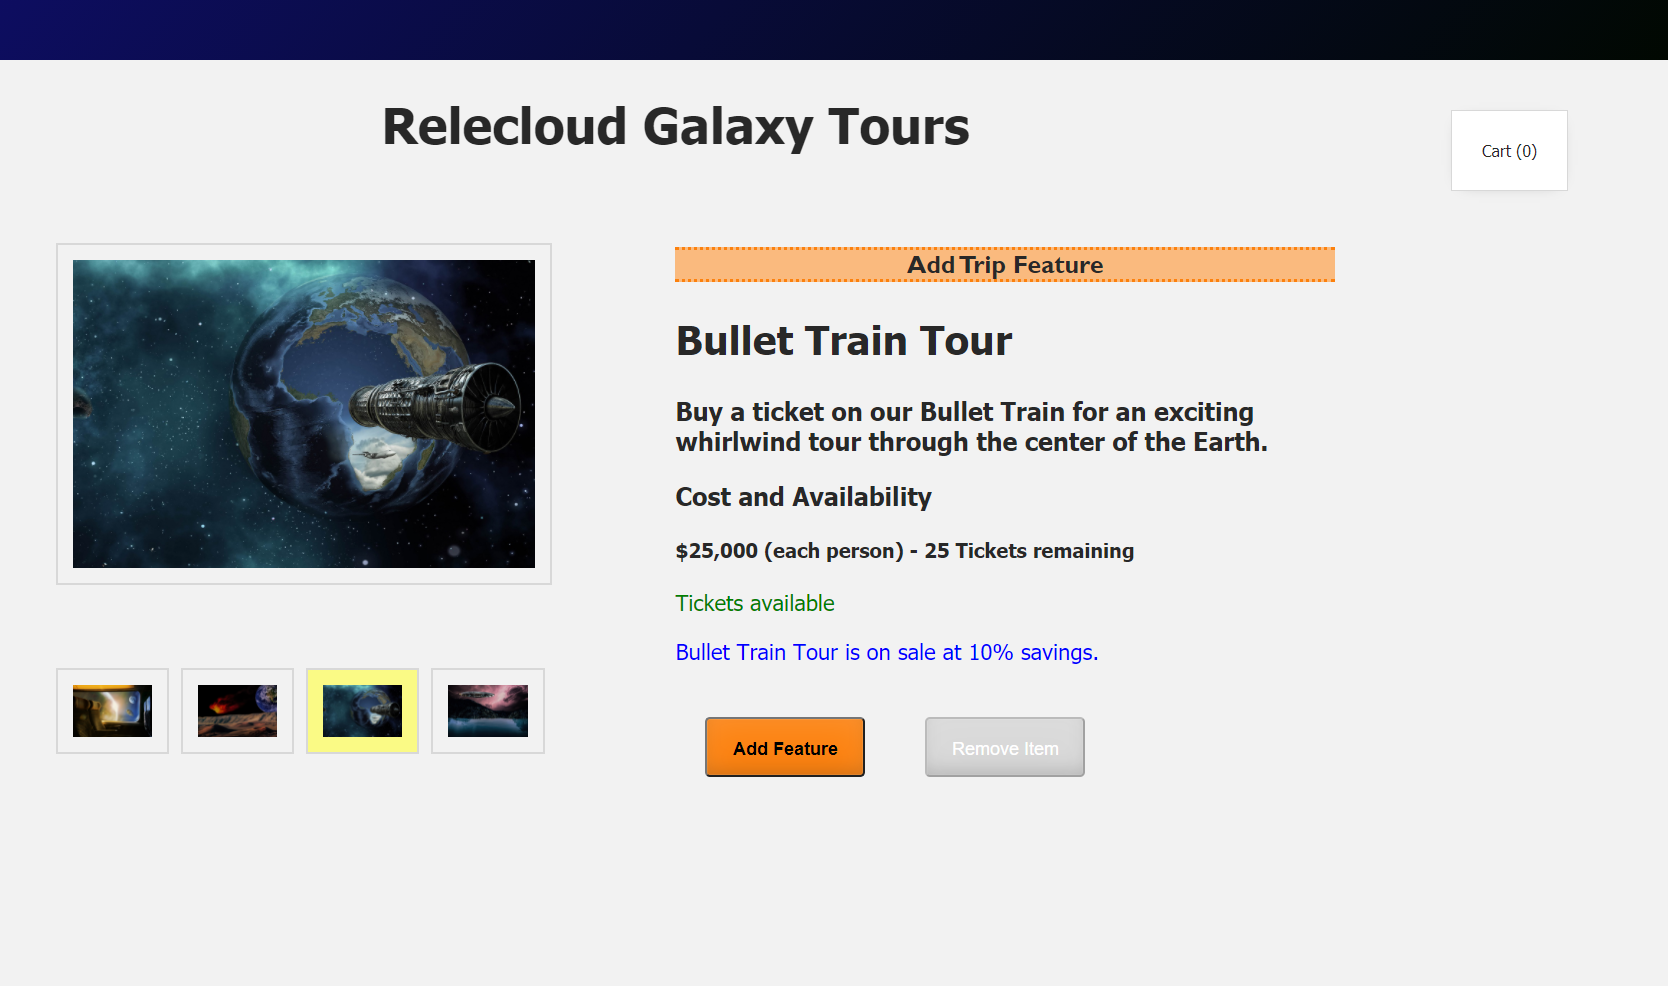 Relecloud Galaxy Tours
Cart (0)
Add Trip Feature
Bullet Train Tour
Buy a ticket on our Bullet Train for an exciting
whirlwind tour through the center of the Earth.
Cost and Availability
$25,000 (each person) - 25 Tickets remaining
Tickets available
Bullet Train Tour is on sale at 10% savings.
Add Feature
Remove Item